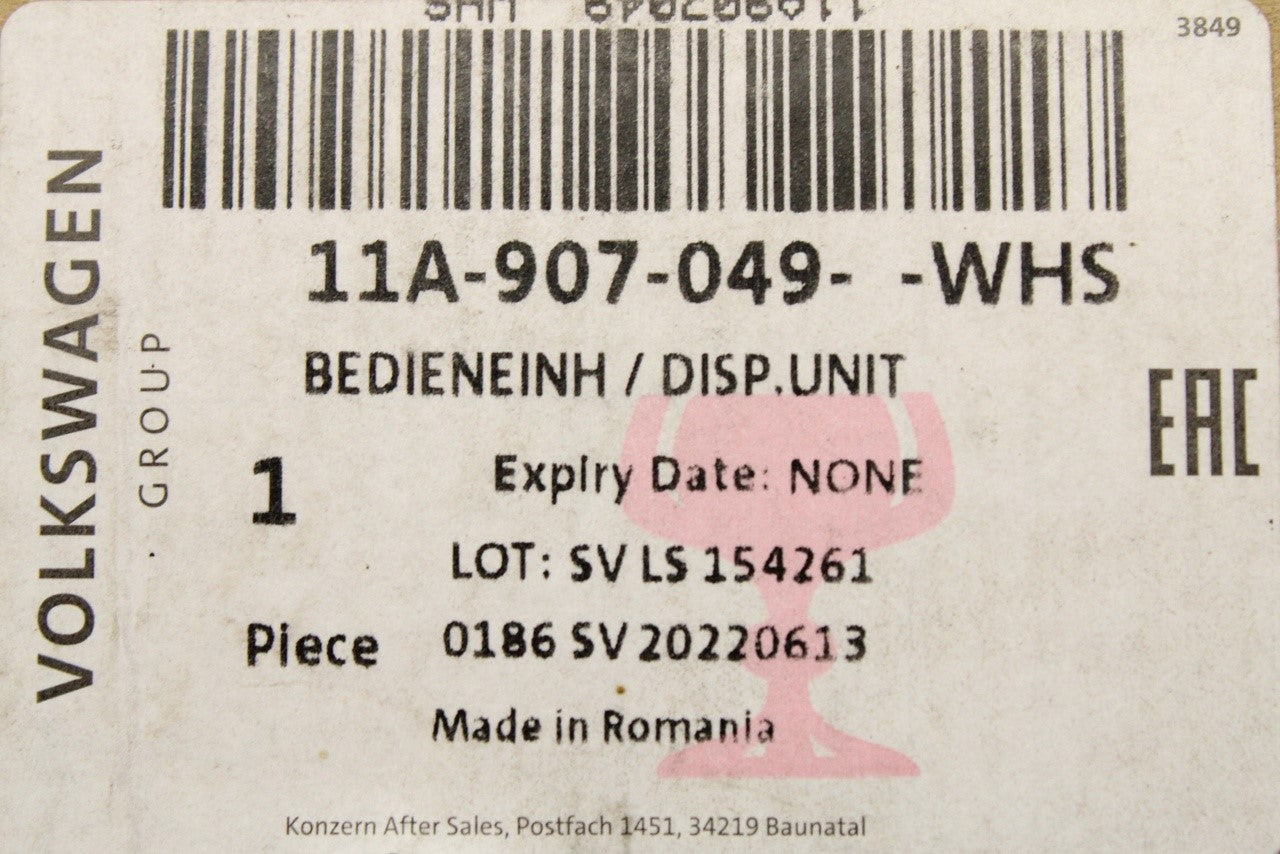 3849
VOLKSWAGEN
GROUP
11A-907-049- -WHS
BEDIENEINH / DISP.UNIT
EAC
1
Expiry Date: NONE
LOT: SV LS 154261
Piece 0186 SV 20220613
Made in Romania
Konzern After Sales, Postfach 1451, 34219 Baunatal